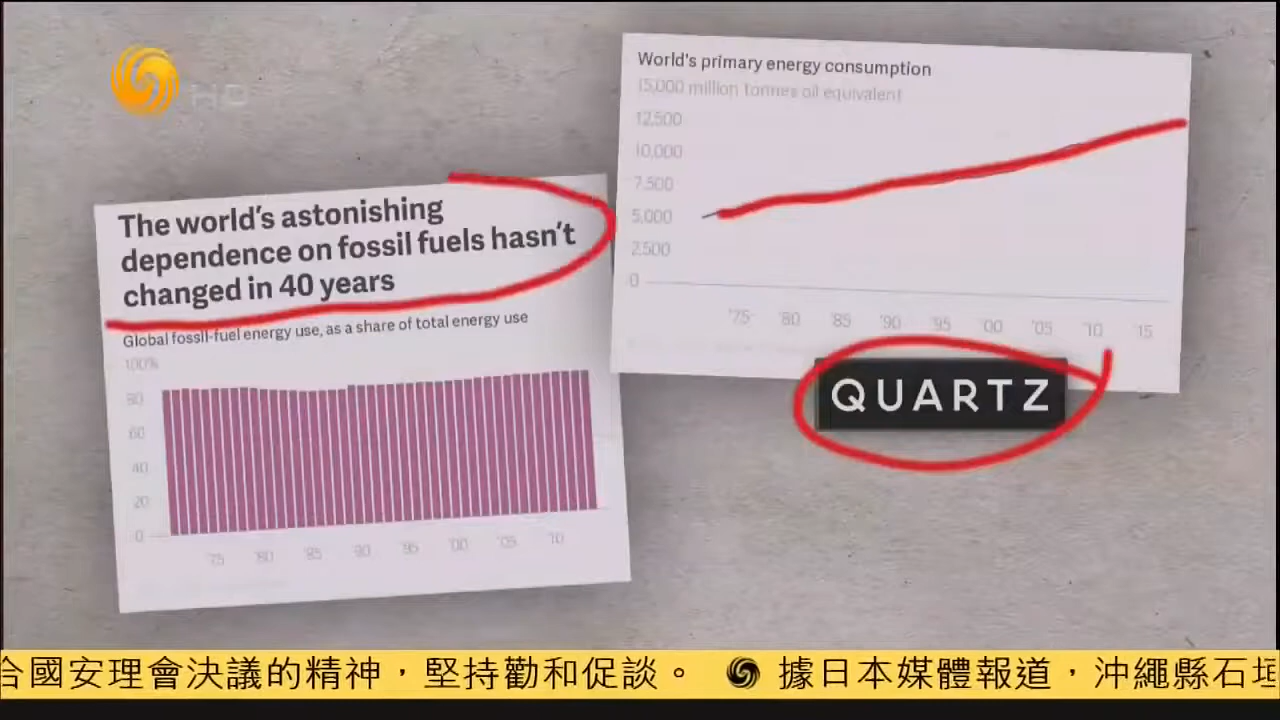 HD
The world's astonishing
dependence on fossil fuels hasn't
changed in 40 years
Global fossil-fuel energy use, as a share of total energy use
100%
80
60
40
20
0
'75 '80 '85 '90 '95 '00 '05 '10
World's primary energy consumption
15,000 million tonnes oil equivalent
12,500
10,000
7,500
5,000
2,500
0
'75 '80 '85 '90 '95 '00 '05 '10 '15
QUARTZ
合國安理會決議的精神，堅持勸和促談。 據日本媒體報道，沖繩縣石垣